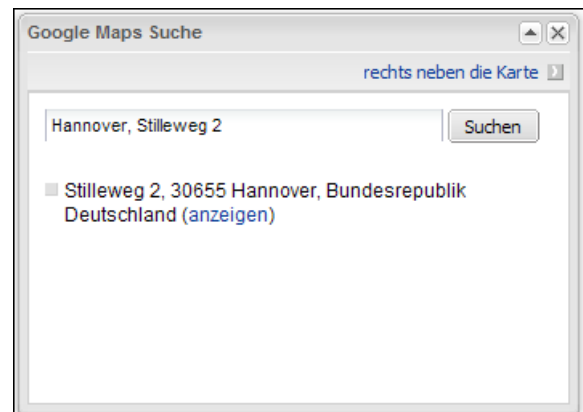 Google Maps Suche
rechts neben die Karte
Hannover, Stilleweg 2
Suchen
Stilleweg 2, 30655 Hannover, Bundesrepublik
Deutschland (anzeigen)